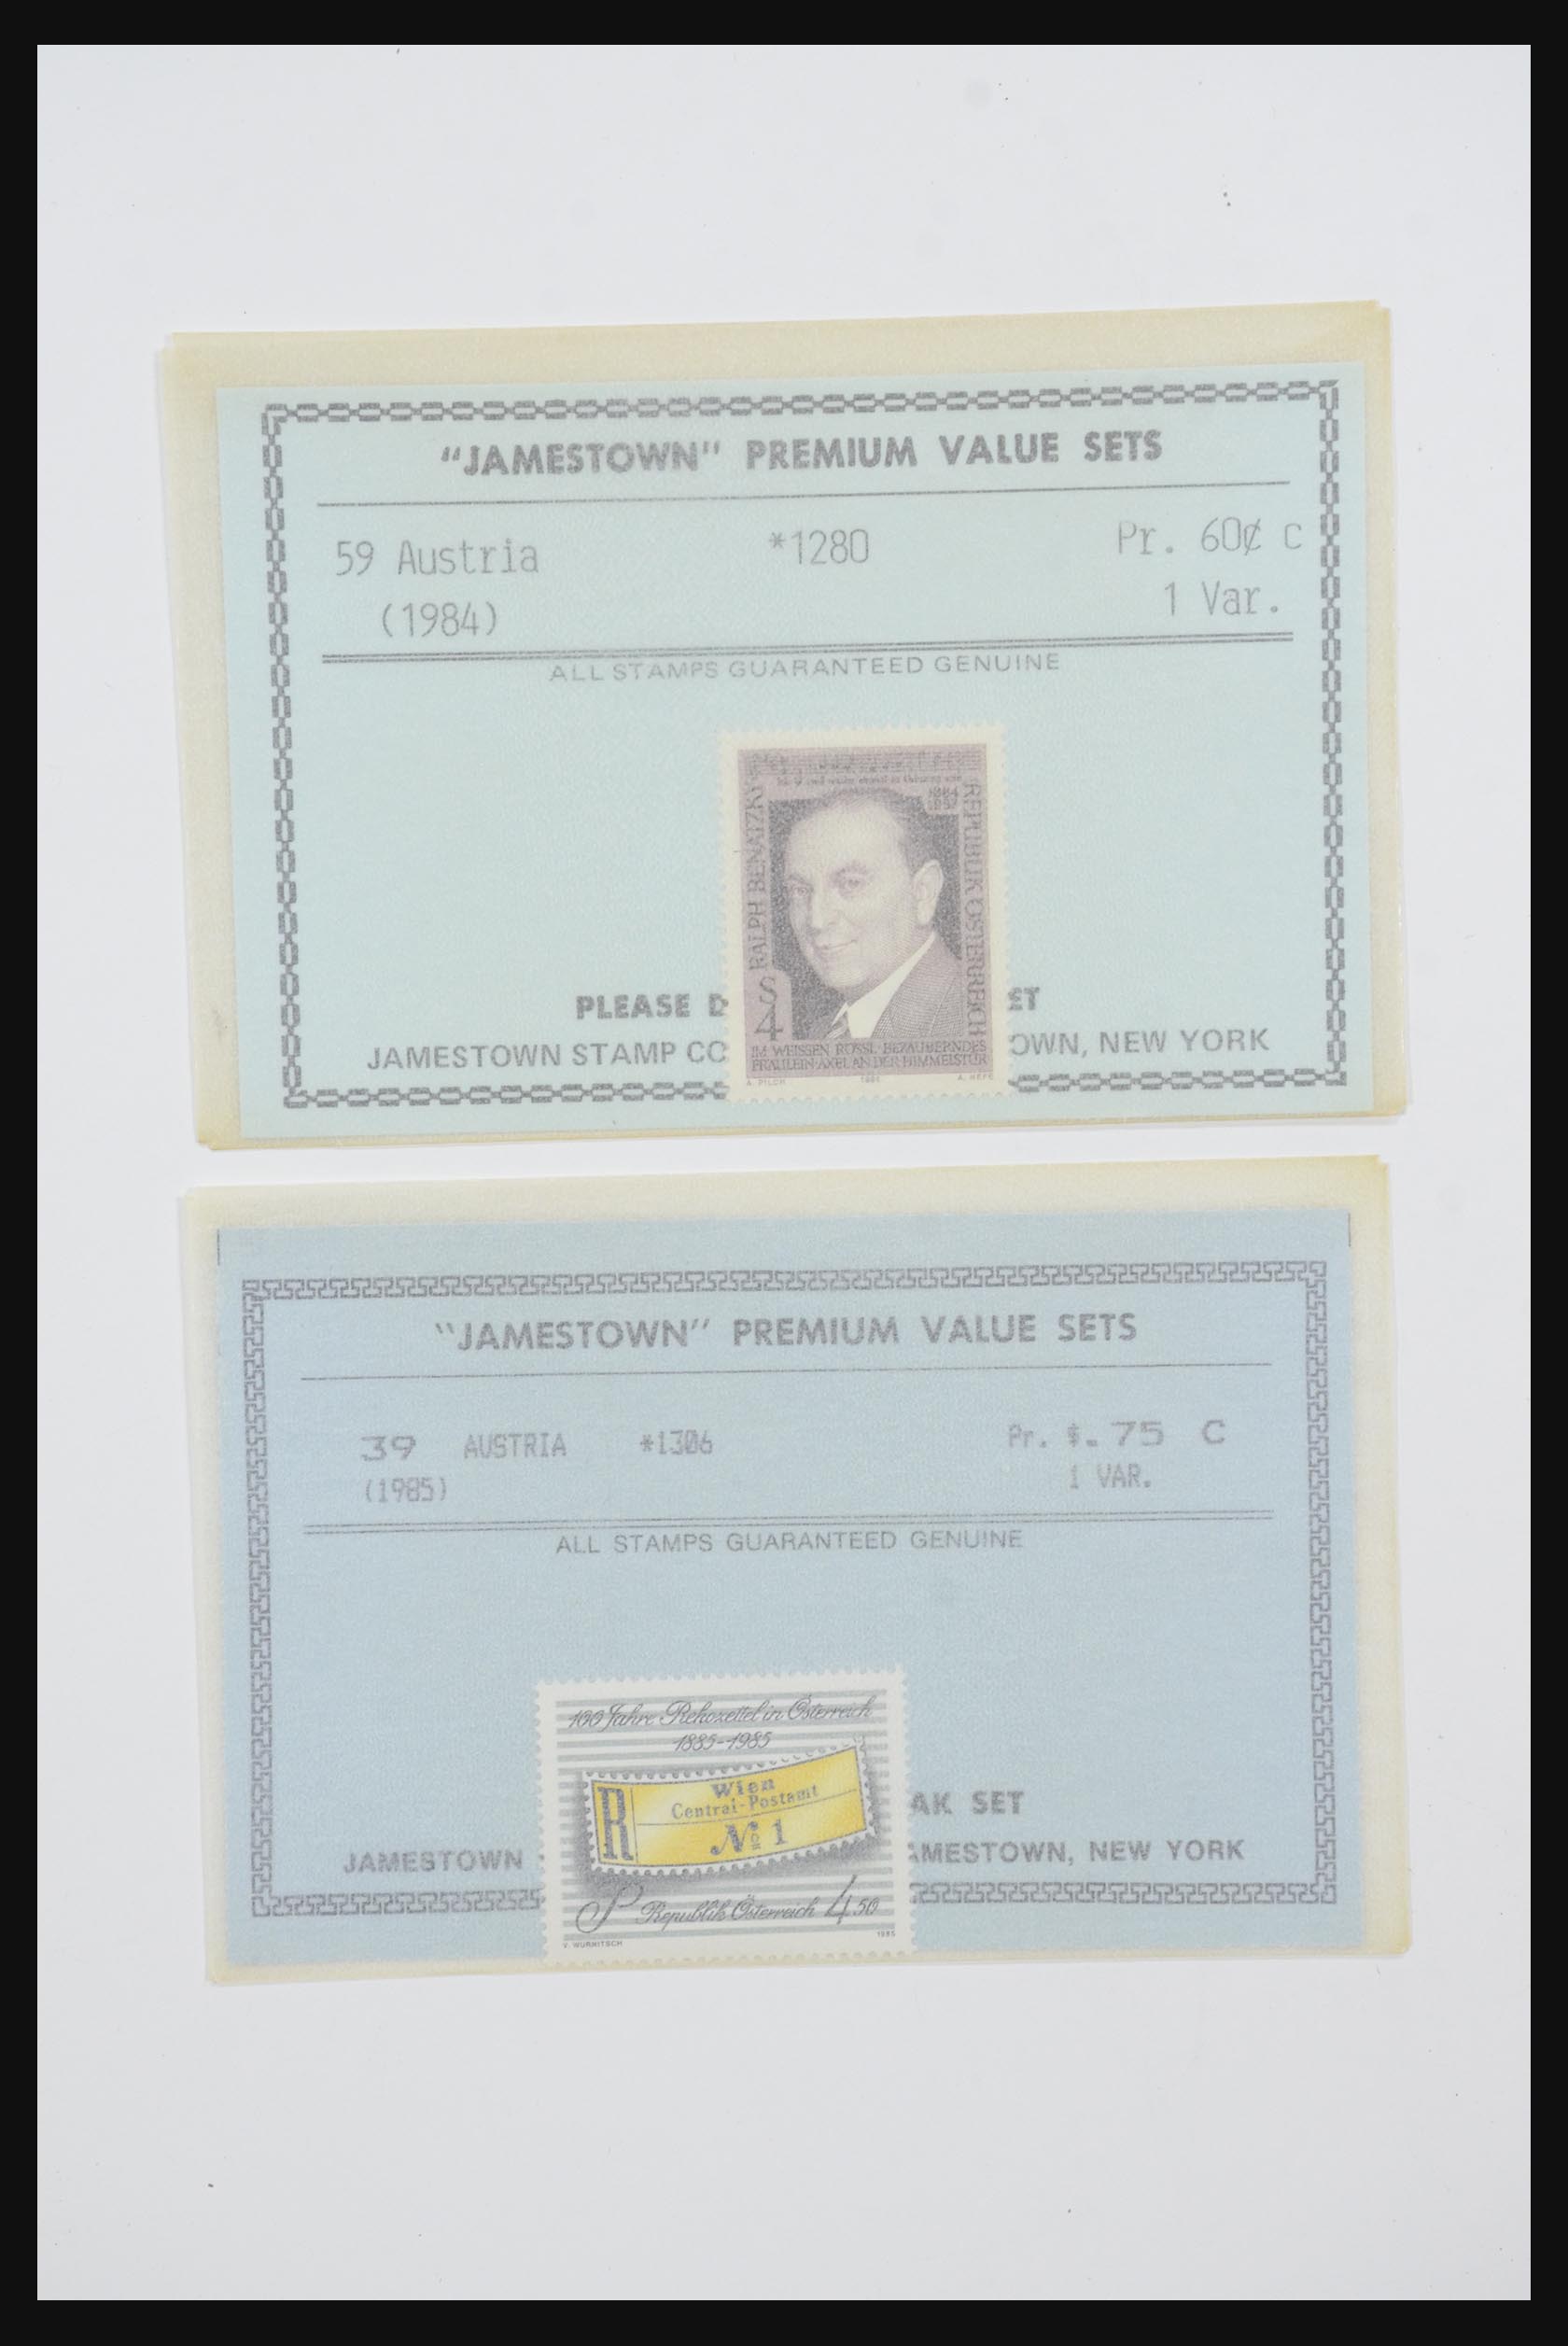 “JAMESTOWN” PREMIUM VALUE SETS
59 Austria *1280 Pr. 60¢ C
(1984) 1 Var.
ALL STAMPS GUARANTEED GENUINE
1884
RALPH BENATZKY
REPUBLIK ÖSTERREICH
S4
IM WEISSEN RÖSSL·BEZAUBERNDES
FRÄULEIN·AXEL AN DER HIMMELSTÜR
A. PILCH 1984
PLEASE D ET
JAMESTOWN STAMP CO OWN, NEW YORK
“JAMESTOWN” PREMIUM VALUE SETS
39 AUSTRIA *1306 Pr. $.75 C
(1985) 1 VAR.
ALL STAMPS GUARANTEED GENUINE
100 Jahre Rekozettel in Österreich
1885-1985
R
Wien
Central-Postamt
No 1
S Republik Österreich 4.50
V. WURNITSCH 1985
AK SET
JAMESTOWN AMESTOWN, NEW YORK